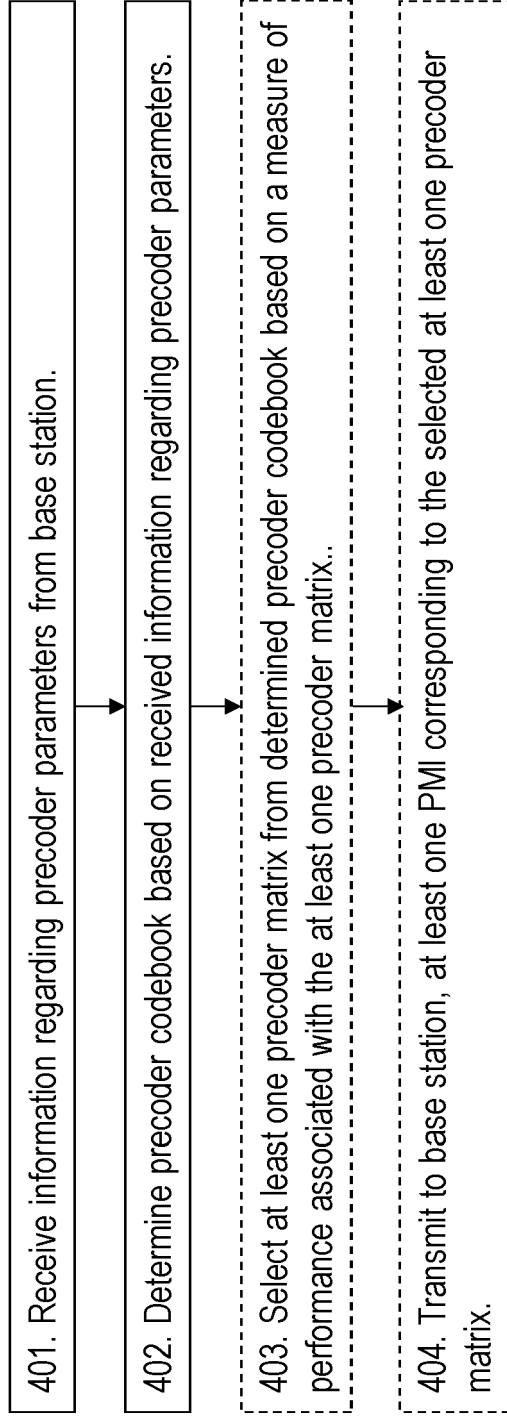 401. Receive information regarding precoder parameters from base station.
402. Determine precoder codebook based on received information regarding precoder parameters.
403. Select at least one precoder matrix from determined precoder codebook based on a measure of
performance associated with the at least one precoder matrix..
404. Transmit to base station, at least one PMI corresponding to the selected at least one precoder
matrix.